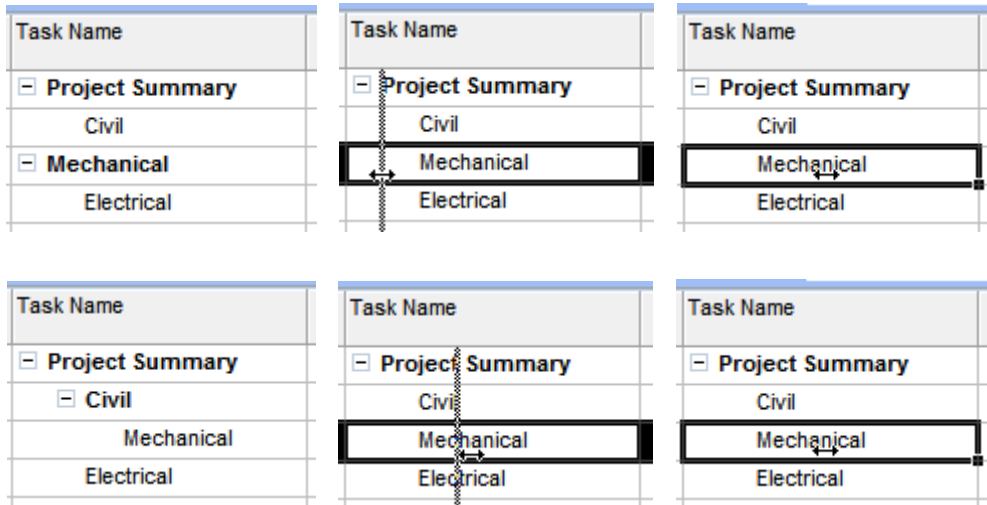 Task Name
Project Summary
Civil
Mechanical
Electrical
Task Name
Project Summary
Civil
Mechanical
Electrical
Task Name
Project Summary
Civil
Mechanical
Electrical
Task Name
Project Summary
Civil
Mechanical
Electrical
Task Name
Project Summary
Civil
Mechanical
Electrical
Task Name
Project Summary
Civil
Mechanical
Electrical